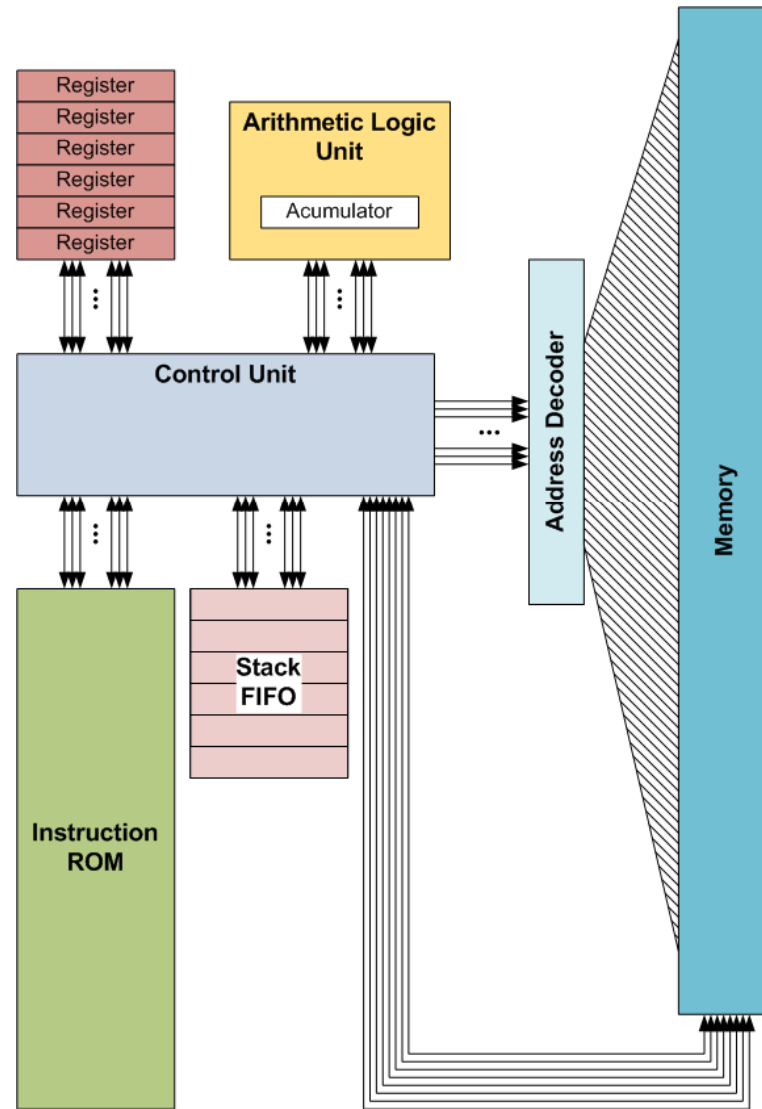 Register
Register
Register
Register
Register
Register
Arithmetic Logic
Unit
Acumulator
...
...
Control Unit
...
Address Decoder
Memory
...
...
Stack
FIFO
Instruction
ROM